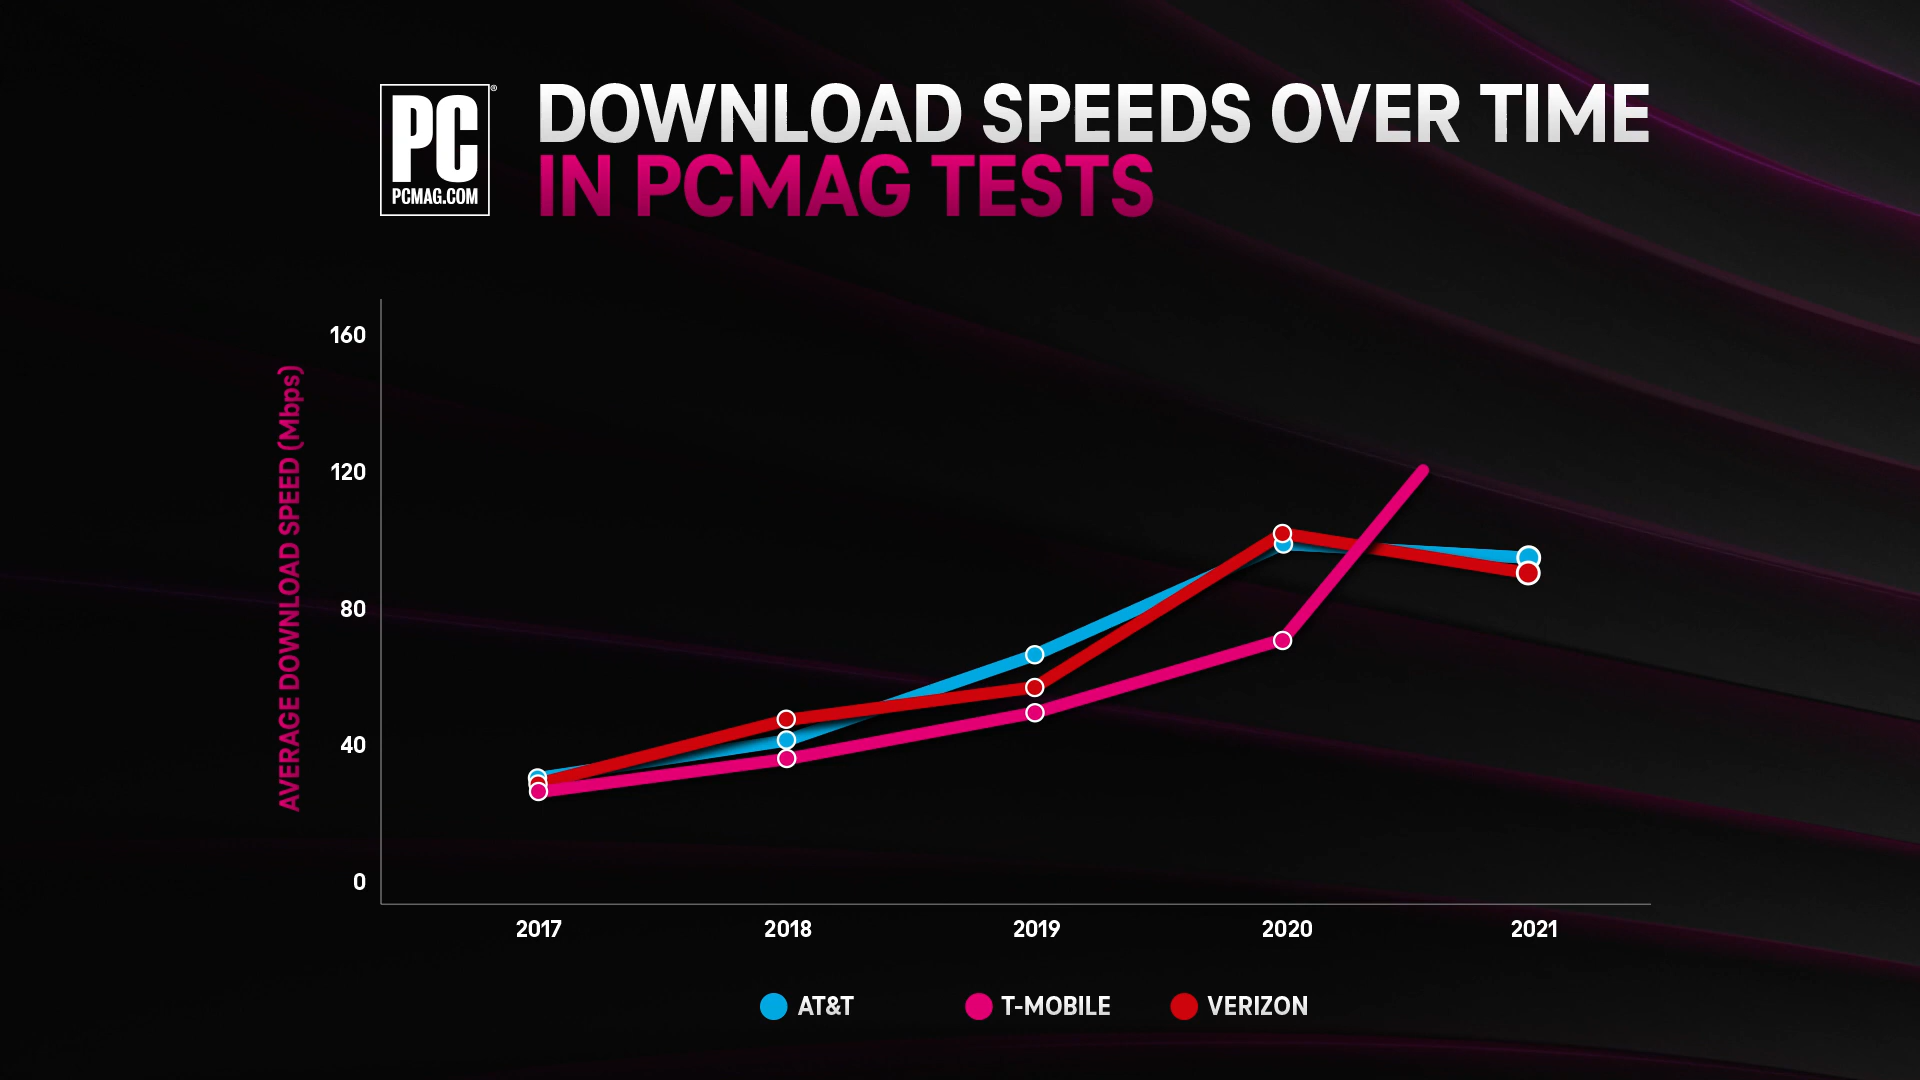 PC®
PCMAG.COM
DOWNLOAD SPEEDS OVER TIME
IN PCMAG TESTS
AVERAGE DOWNLOAD SPEED (Mbps)
160
120
80
40
0
2017 2018 2019 2020 2021
AT&T T-MOBILE VERIZON